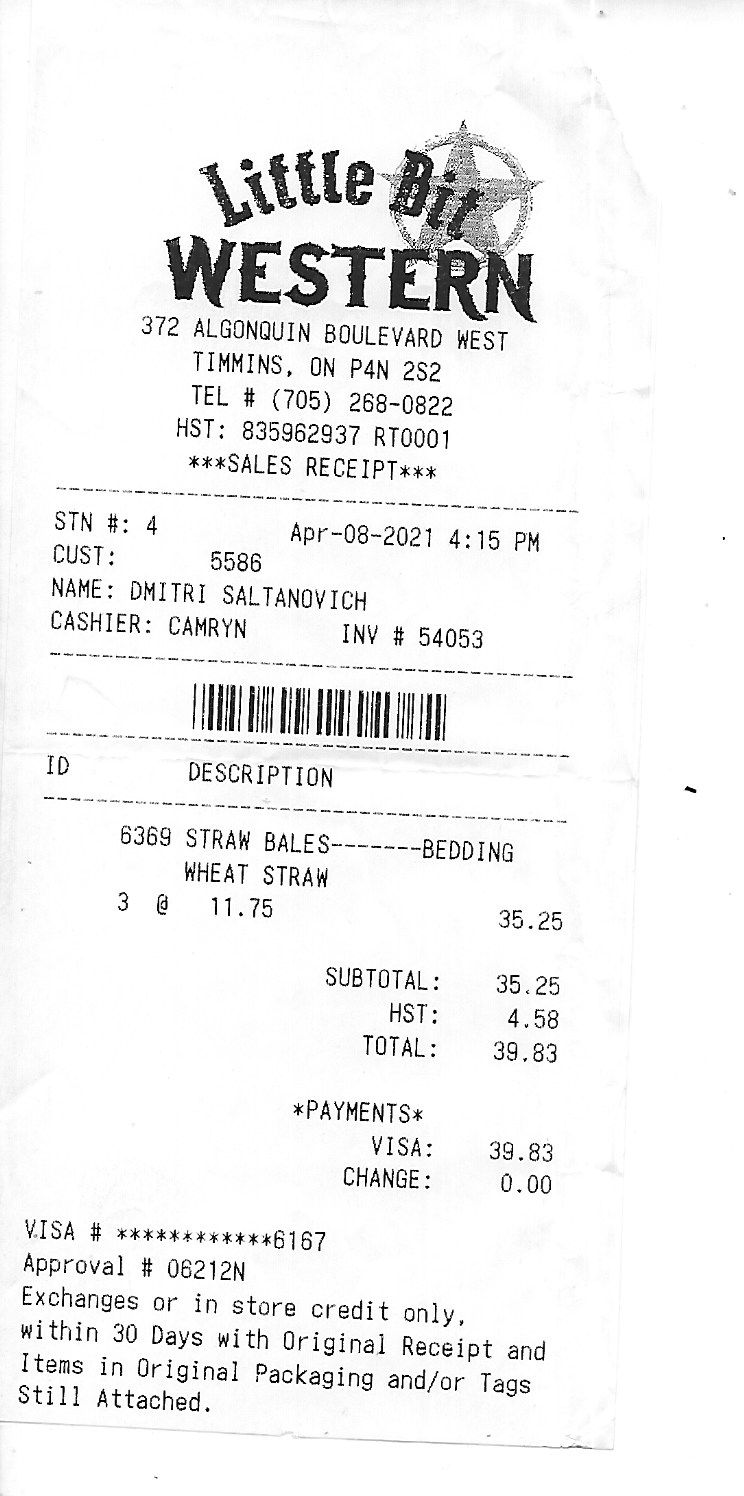 Little Bit
WESTERN
372 ALGONQUIN BOULEVARD WEST
TIMMINS, ON P4N 2S2
TEL # (705) 268-0822
HST: 835962937 RT0001
***SALES RECEIPT***
STN #: 4 Apr-08-2021 4:15 PM
CUST: 5586
NAME: DMITRI SALTANOVICH
CASHIER: CAMRYN INV # 54053
ID DESCRIPTION
6369 STRAW BALES-------BEDDING
WHEAT STRAW
3 @ 11.75 35.25
SUBTOTAL: 35.25
HST: 4.58
TOTAL: 39.83
*PAYMENTS*
VISA: 39.83
CHANGE: 0.00
VISA # ************6167
Approval # 06212N
Exchanges or in store credit only,
within 30 Days with Original Receipt and
Items in Original Packaging and/or Tags
Still Attached.